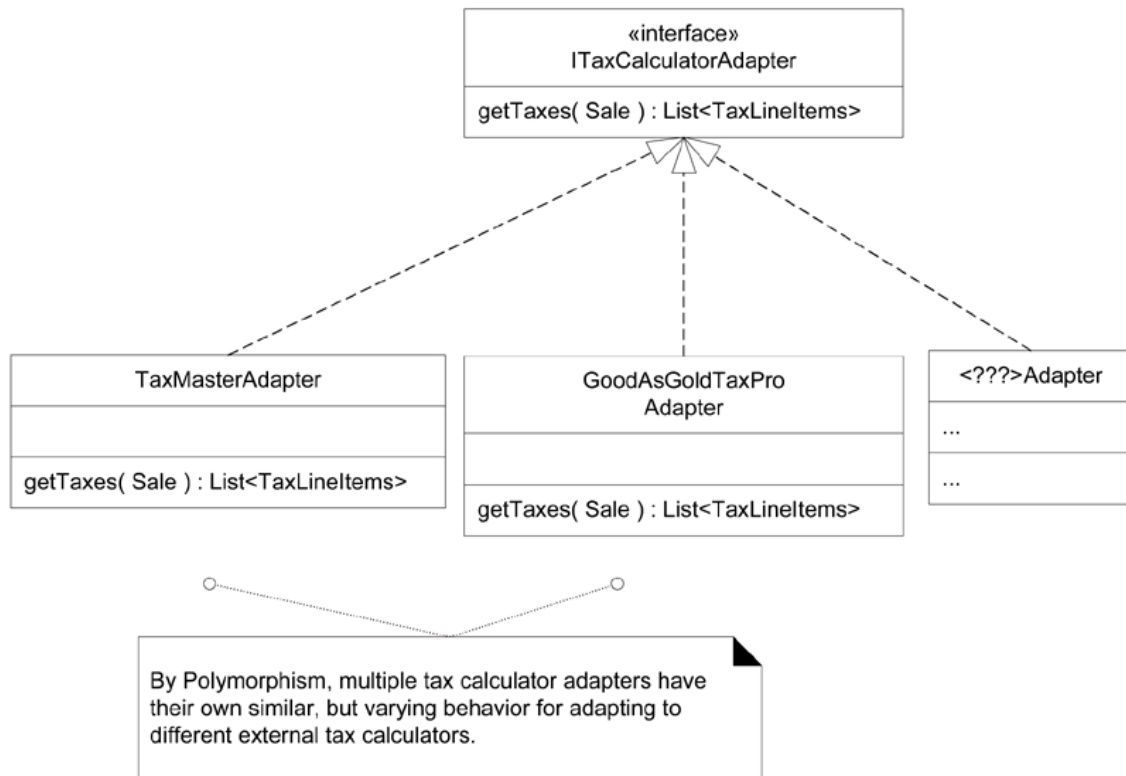 «interface»
ITaxCalculatorAdapter
getTaxes( Sale ) : List<TaxLineItems>
TaxMasterAdapter
getTaxes( Sale ) : List<TaxLineItems>
GoodAsGoldTaxPro
Adapter
getTaxes( Sale ) : List<TaxLineItems>
<???>Adapter
...
...
By Polymorphism, multiple tax calculator adapters have
their own similar, but varying behavior for adapting to
different external tax calculators.